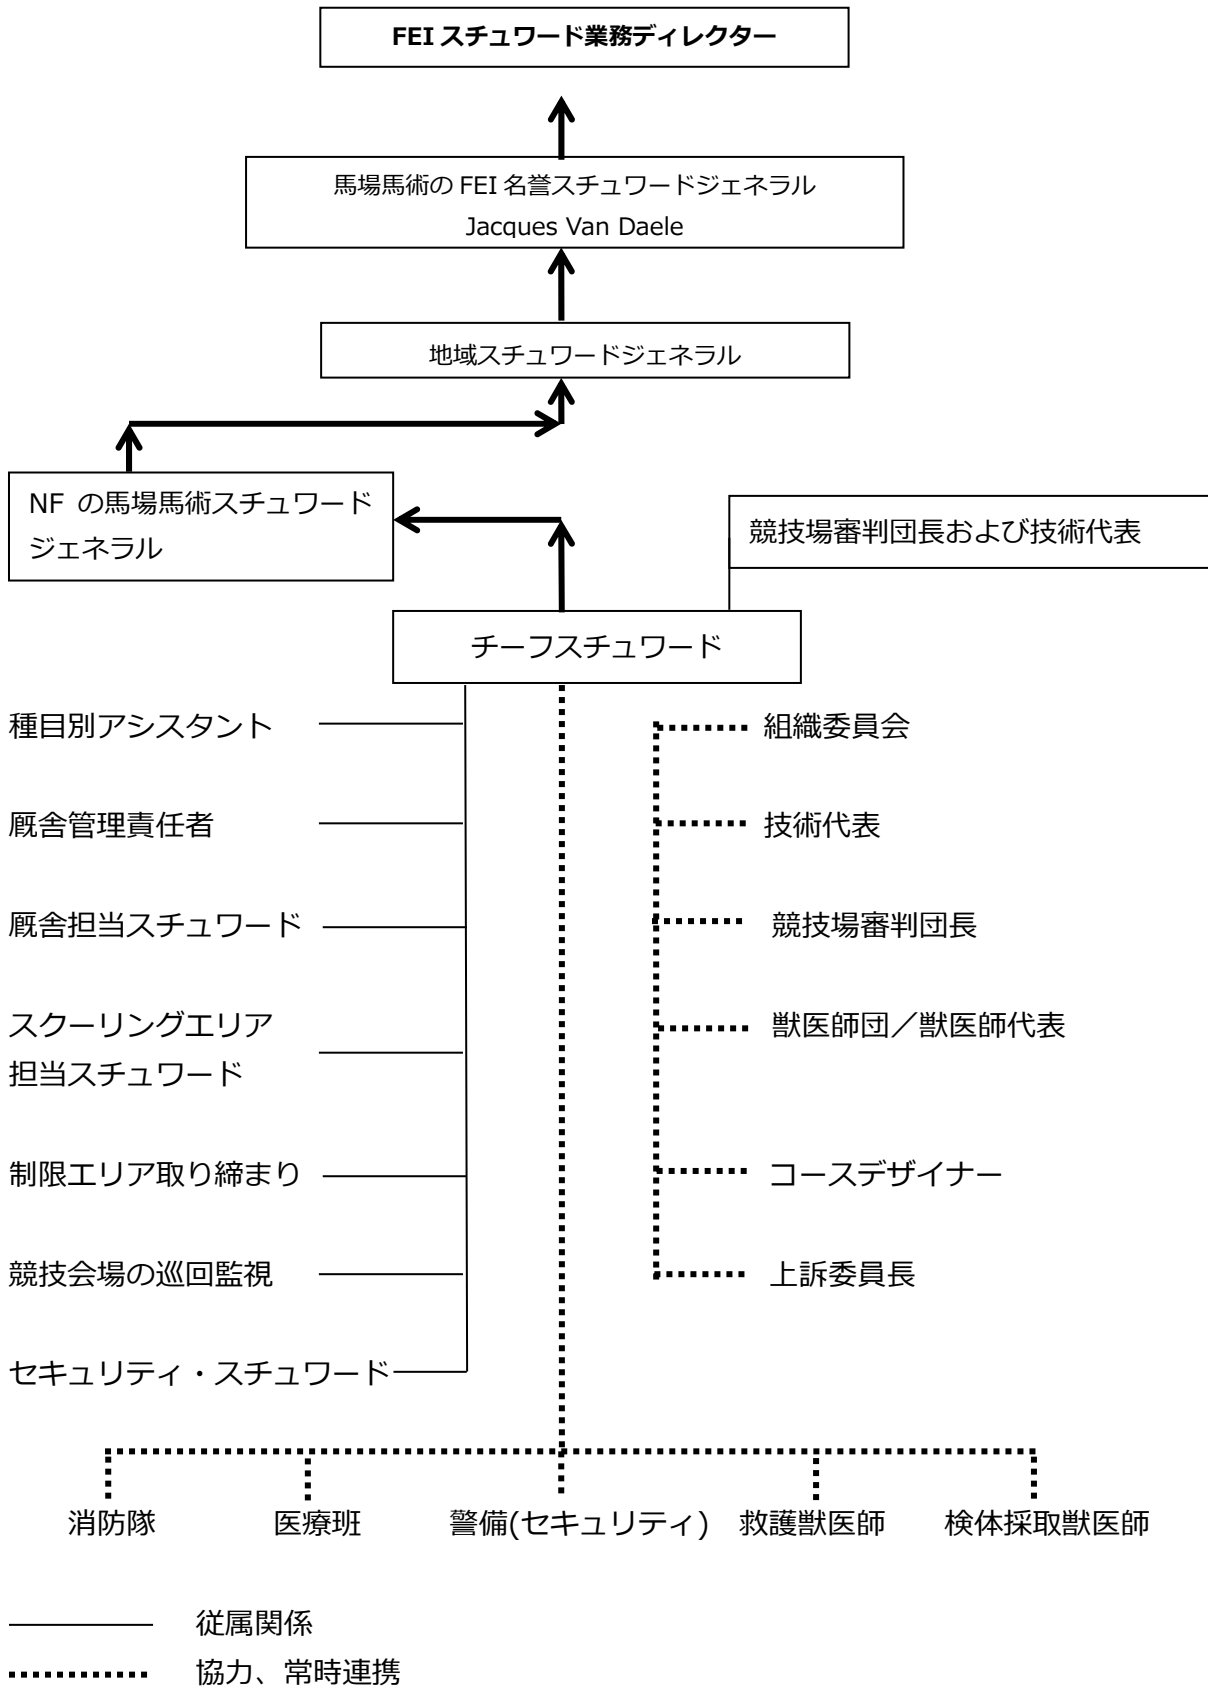 FEI スチュワード業務ディレクター
馬場馬術の FEI 名誉スチュワードジェネラル
Jacques Van Daele
地域スチュワードジェネラル
NF の馬場馬術スチュワード
ジェネラル
競技場審判団長および技術代表
チーフスチュワード
種目別アシスタント
組織委員会
厩舎管理責任者
技術代表
厩舎担当スチュワード
競技場審判団長
スクーリングエリア
担当スチュワード
獣医師団／獣医師代表
制限エリア取り締まり
コースデザイナー
競技会場の巡回監視
上訴委員長
セキュリティ・スチュワード
消防隊
医療班
警備(セキュリティ)
救護獣医師
検体採取獣医師
従属関係
協力、常時連携